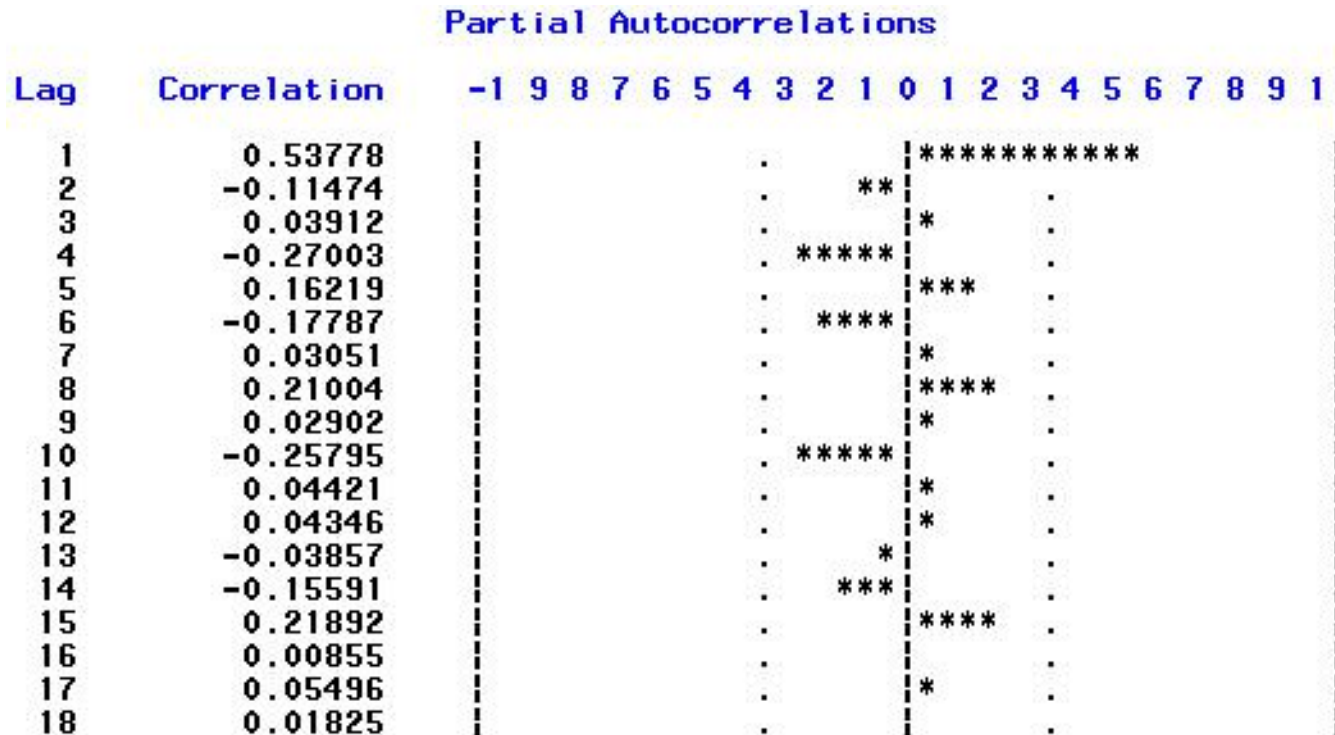 Partial Autocorrelations
Lag Correlation -1 9 8 7 6 5 4 3 2 1 0 1 2 3 4 5 6 7 8 9 1
1 0.53778 | . |*********** |
2 -0.11474 | . **| . |
3 0.03912 | . |* . |
4 -0.27003 | . *****| . |
5 0.16219 | . |*** . |
6 -0.17787 | . ****| . |
7 0.03051 | . |* . |
8 0.21004 | . |**** . |
9 0.02902 | . |* . |
10 -0.25795 | . *****| . |
11 0.04421 | . |* . |
12 0.04346 | . |* . |
13 -0.03857 | . *| . |
14 -0.15591 | . ***| . |
15 0.21892 | . |**** . |
16 0.00855 | . | . |
17 0.05496 | . |* . |
18 0.01825 | . | . |